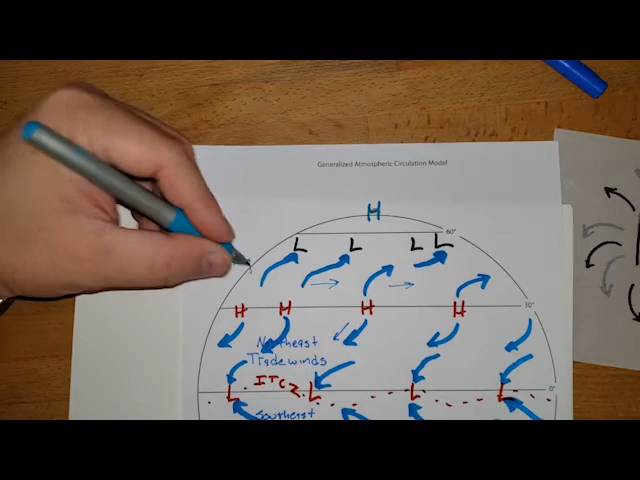 Generalized Atmospheric Circulation Model
H
60°
L L L L
H H H H
30°
Northeast
Tradewinds
ITCZ
L L L L
0°
Southeast